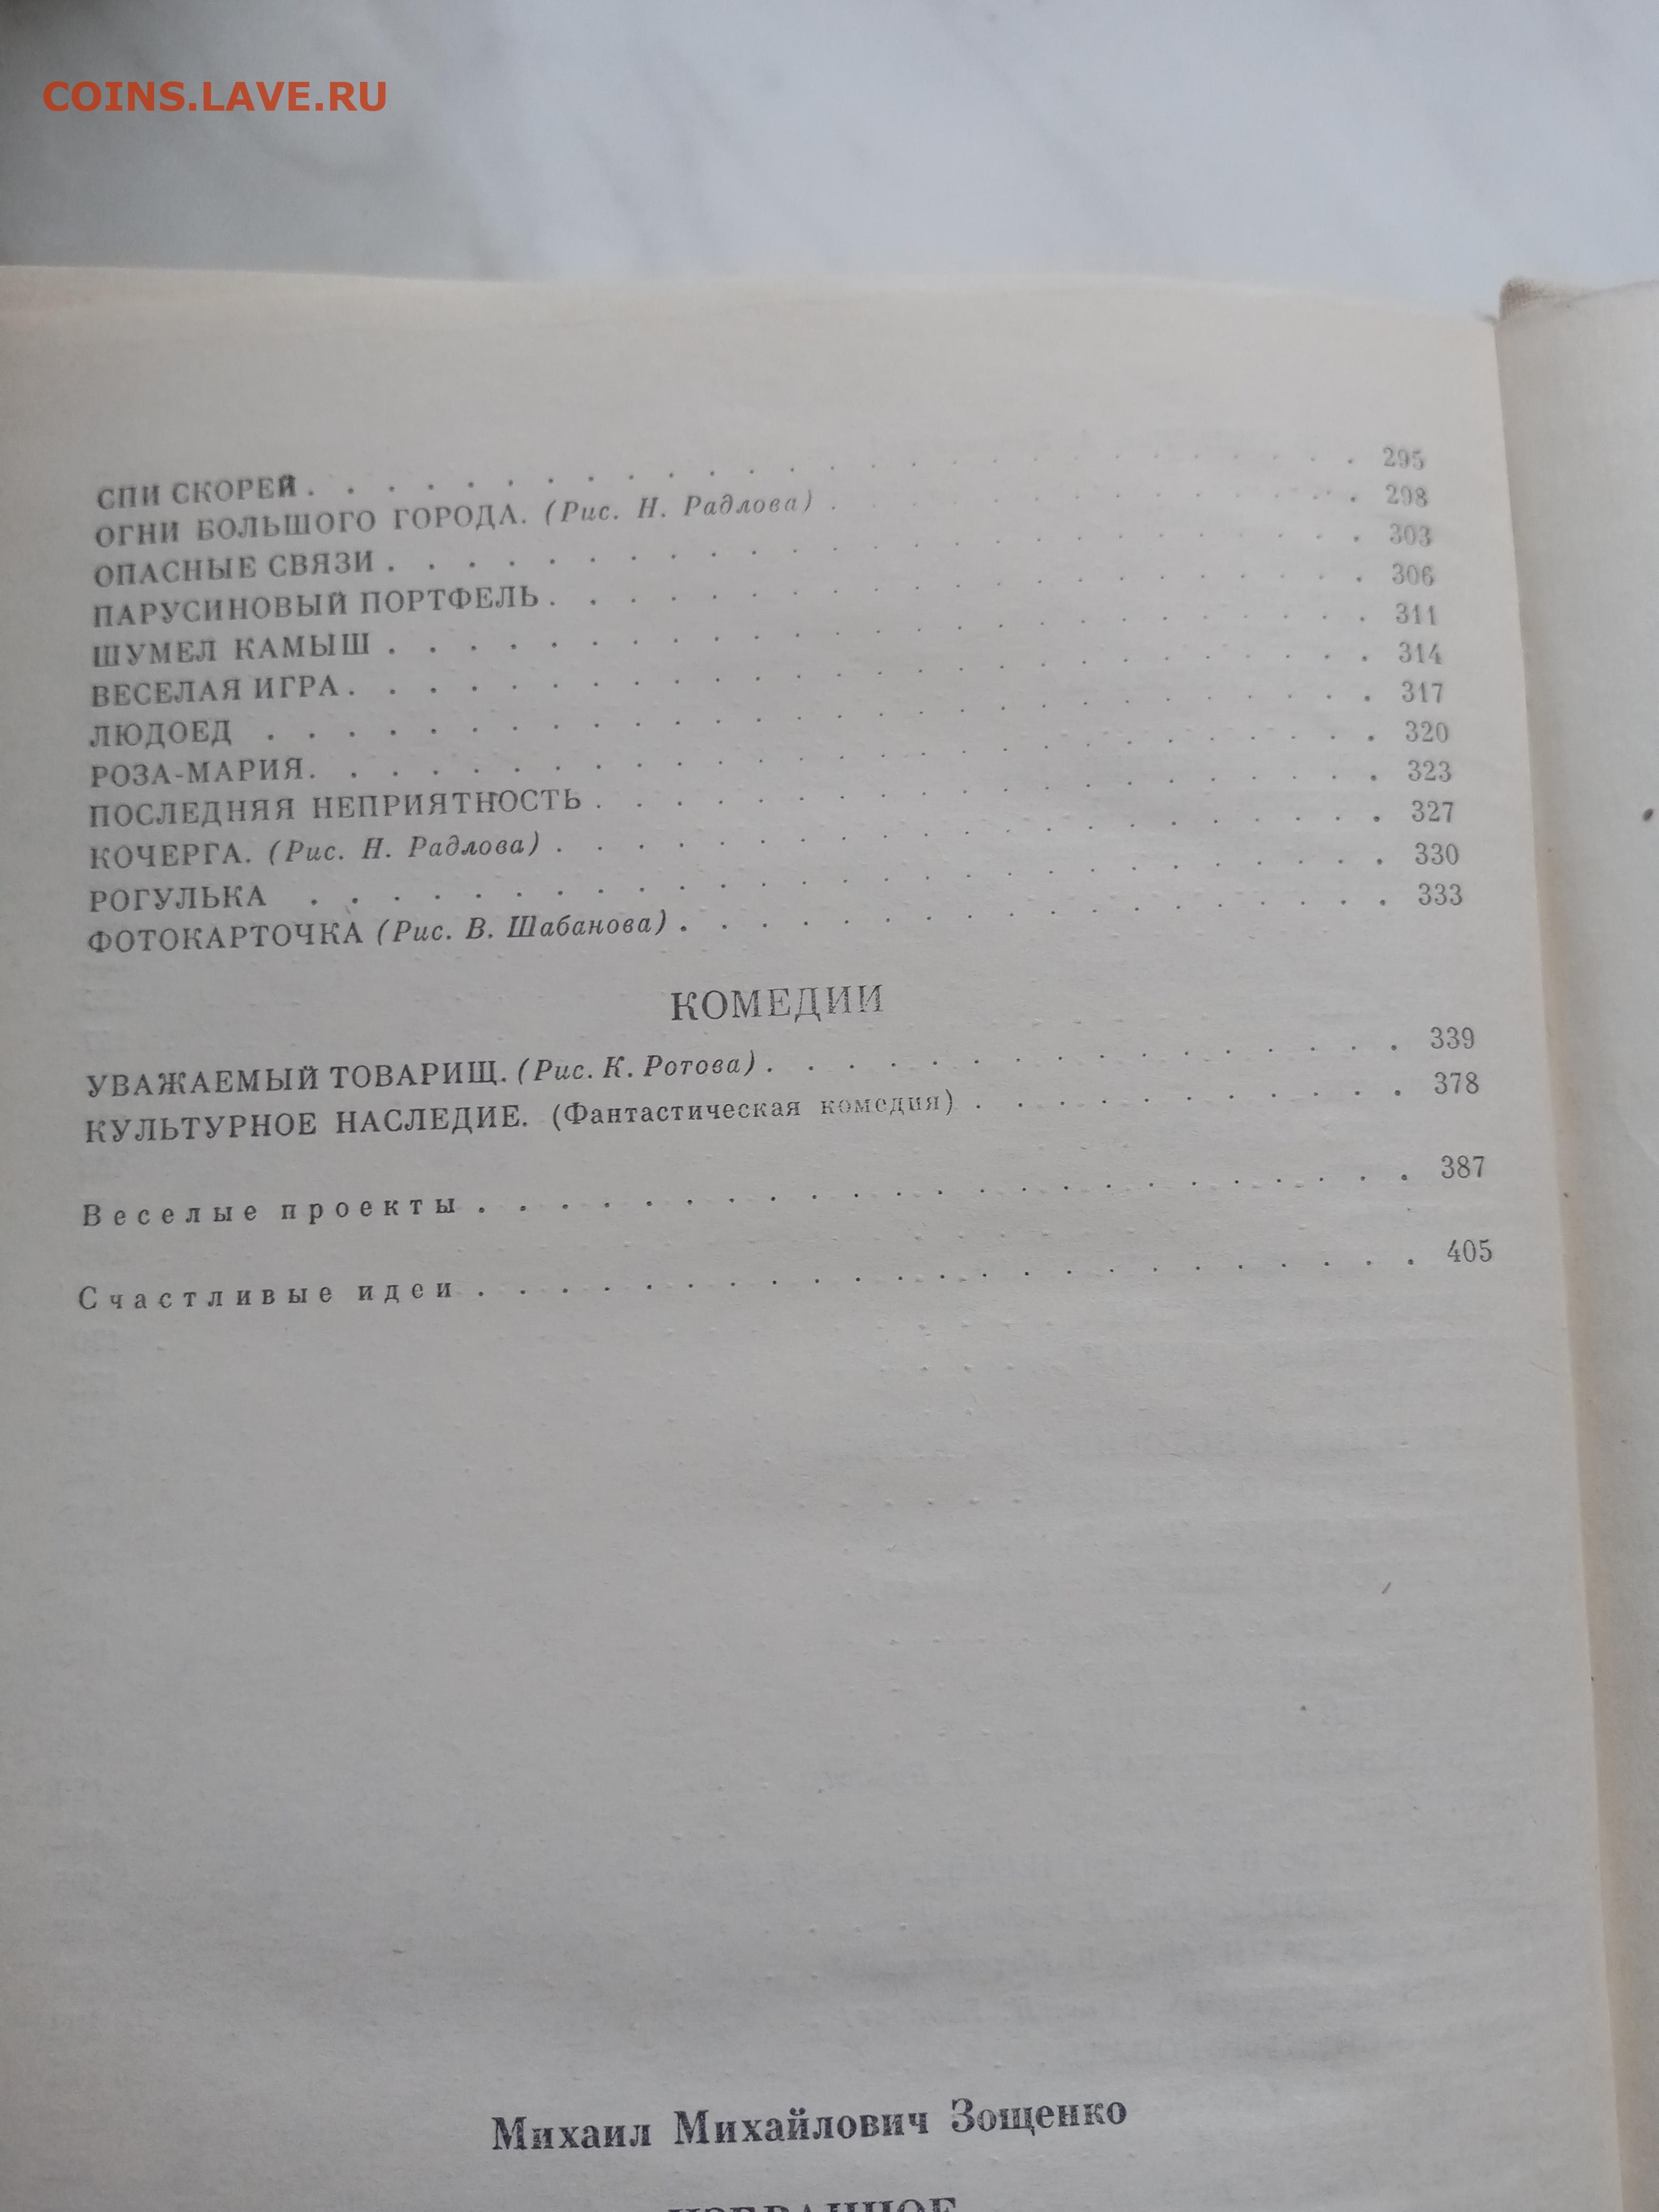 COINS.LAVE.RU
СПИ СКОРЕЙ . . . . . . . . . . . . . . . . . . . . . . . . . . 295
ОГНИ БОЛЬШОГО ГОРОДА. (Рис. Н. Радлова) . . . . . . . . . . . . . . 298
ОПАСНЫЕ СВЯЗИ . . . . . . . . . . . . . . . . . . . . . . . . . 303
ПАРУСИНОВЫЙ ПОРТФЕЛЬ . . . . . . . . . . . . . . . . . . . . . 306
ШУМЕЛ КАМЫШ . . . . . . . . . . . . . . . . . . . . . . . . . 311
ВЕСЕЛАЯ ИГРА . . . . . . . . . . . . . . . . . . . . . . . . . . 314
ЛЮДОЕД . . . . . . . . . . . . . . . . . . . . . . . . . . . . 317
РОЗА-МАРИЯ . . . . . . . . . . . . . . . . . . . . . . . . . . . 320
ПОСЛЕДНЯЯ НЕПРИЯТНОСТЬ . . . . . . . . . . . . . . . . . . . . 323
КОЧЕРГА. (Рис. Н. Радлова) . . . . . . . . . . . . . . . . . . . . . 327
РОГУЛЬКА . . . . . . . . . . . . . . . . . . . . . . . . . . . 330
ФОТОКАРТОЧКА (Рис. В. Шабанова) . . . . . . . . . . . . . . . . . . 333
КОМЕДИИ
УВАЖАЕМЫЙ ТОВАРИЩ. (Рис. К. Ротова) . . . . . . . . . . . . . . . . 339
КУЛЬТУРНОЕ НАСЛЕДИЕ. (Фантастическая комедия) . . . . . . . . . . . 378
Веселые проекты . . . . . . . . . . . . . . . . . . . . . . . 387
Счастливые идеи . . . . . . . . . . . . . . . . . . . . . . . 405
Михаил Михайлович Зощенко
ИЗБРАННОЕ